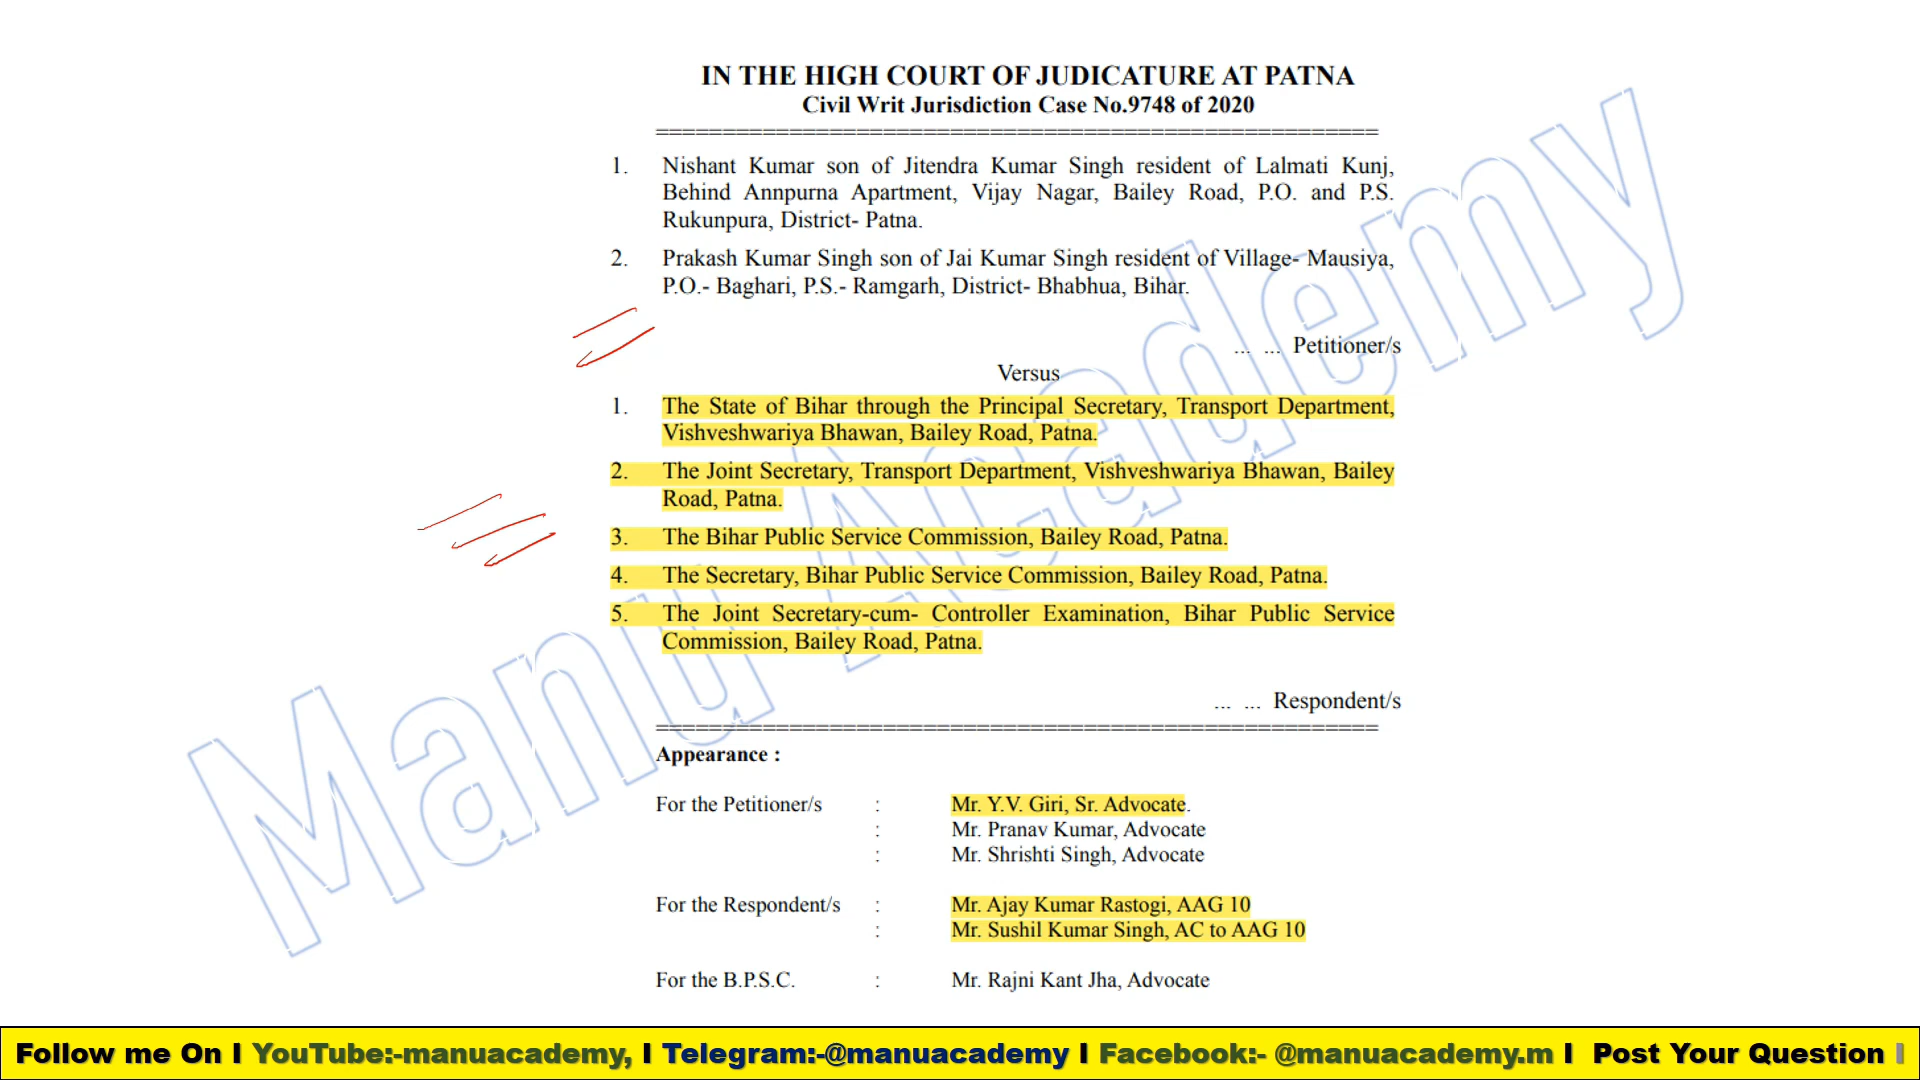 IN THE HIGH COURT OF JUDICATURE AT PATNA
Civil Writ Jurisdiction Case No.9748 of 2020
======================================================
1. Nishant Kumar son of Jitendra Kumar Singh resident of Lalmati Kunj,
Behind Annpurna Apartment, Vijay Nagar, Bailey Road, P.O. and P.S.
Rukunpura, District- Patna.
2. Prakash Kumar Singh son of Jai Kumar Singh resident of Village- Mausiya,
P.O.- Baghari, P.S.- Ramgarh, District- Bhabhua, Bihar.
... ... Petitioner/s
Versus
1. The State of Bihar through the Principal Secretary, Transport Department,
Vishveshwariya Bhawan, Bailey Road, Patna.
2. The Joint Secretary, Transport Department, Vishveshwariya Bhawan, Bailey
Road, Patna.
3. The Bihar Public Service Commission, Bailey Road, Patna.
4. The Secretary, Bihar Public Service Commission, Bailey Road, Patna.
5. The Joint Secretary-cum- Controller Examination, Bihar Public Service
Commission, Bailey Road, Patna.
... ... Respondent/s
======================================================
Appearance :
For the Petitioner/s : Mr. Y.V. Giri, Sr. Advocate.
: Mr. Pranav Kumar, Advocate
: Mr. Shrishti Singh, Advocate
For the Respondent/s : Mr. Ajay Kumar Rastogi, AAG 10
: Mr. Sushil Kumar Singh, AC to AAG 10
For the B.P.S.C. : Mr. Rajni Kant Jha, Advocate
Manu Academy
Follow me On I YouTube:-manuacademy, I Telegram:-@manuacademy I Facebook:- @manuacademy.m I Post Your Question I